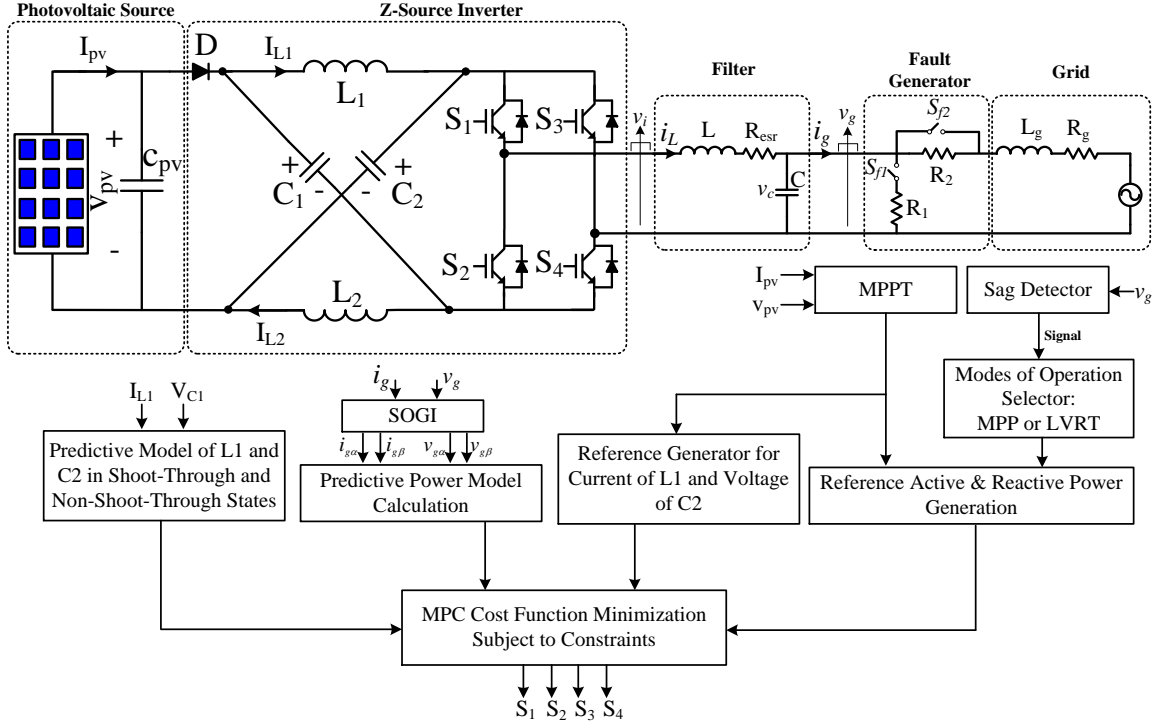 Photovoltaic Source
Z-Source Inverter
Filter
Fault
Generator
Grid
Ipv
D
IL1
L1
S1
S3
vi
iL
L
Resr
ig
vg
Sf2
Lg
Rg
+
cpv
vpv
-
+
C1
-
+
C2
-
vc
C
Sf1
R2
R1
S2
S4
L2
IL2
Ipv
vpv
MPPT
Sag Detector
vg
Signal
Modes of Operation
Selector:
MPP or LVRT
IL1
VC1
ig
vg
SOGI
igα
igβ
vgα
vgβ
Predictive Model of L1 and
C2 in Shoot-Through and
Non-Shoot-Through States
Predictive Power Model
Calculation
Reference Generator for
Current of L1 and Voltage
of C2
Reference Active & Reactive Power
Generation
MPC Cost Function Minimization
Subject to Constraints
S1 S2 S3 S4